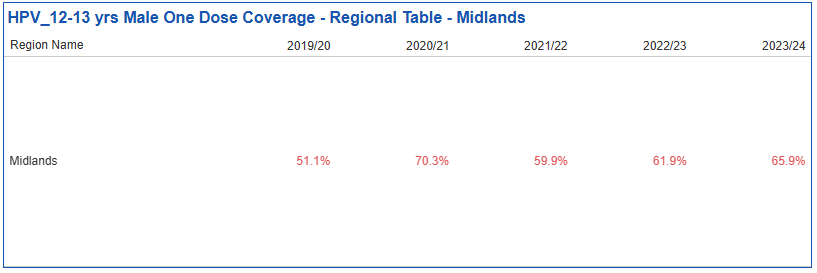 HPV_12-13 yrs Male One Dose Coverage - Regional Table - Midlands
Region Name 2019/20 2020/21 2021/22 2022/23 2023/24
Midlands 51.1% 70.3% 59.9% 61.9% 65.9%